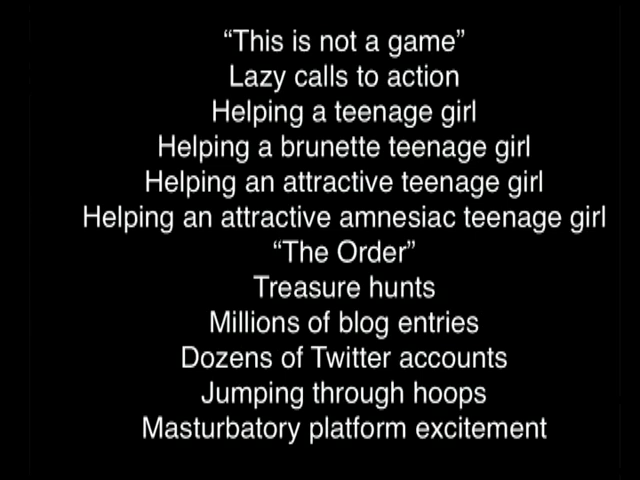 “This is not a game”
Lazy calls to action
Helping a teenage girl
Helping a brunette teenage girl
Helping an attractive teenage girl
Helping an attractive amnesiac teenage girl
“The Order”
Treasure hunts
Millions of blog entries
Dozens of Twitter accounts
Jumping through hoops
Masturbatory platform excitement